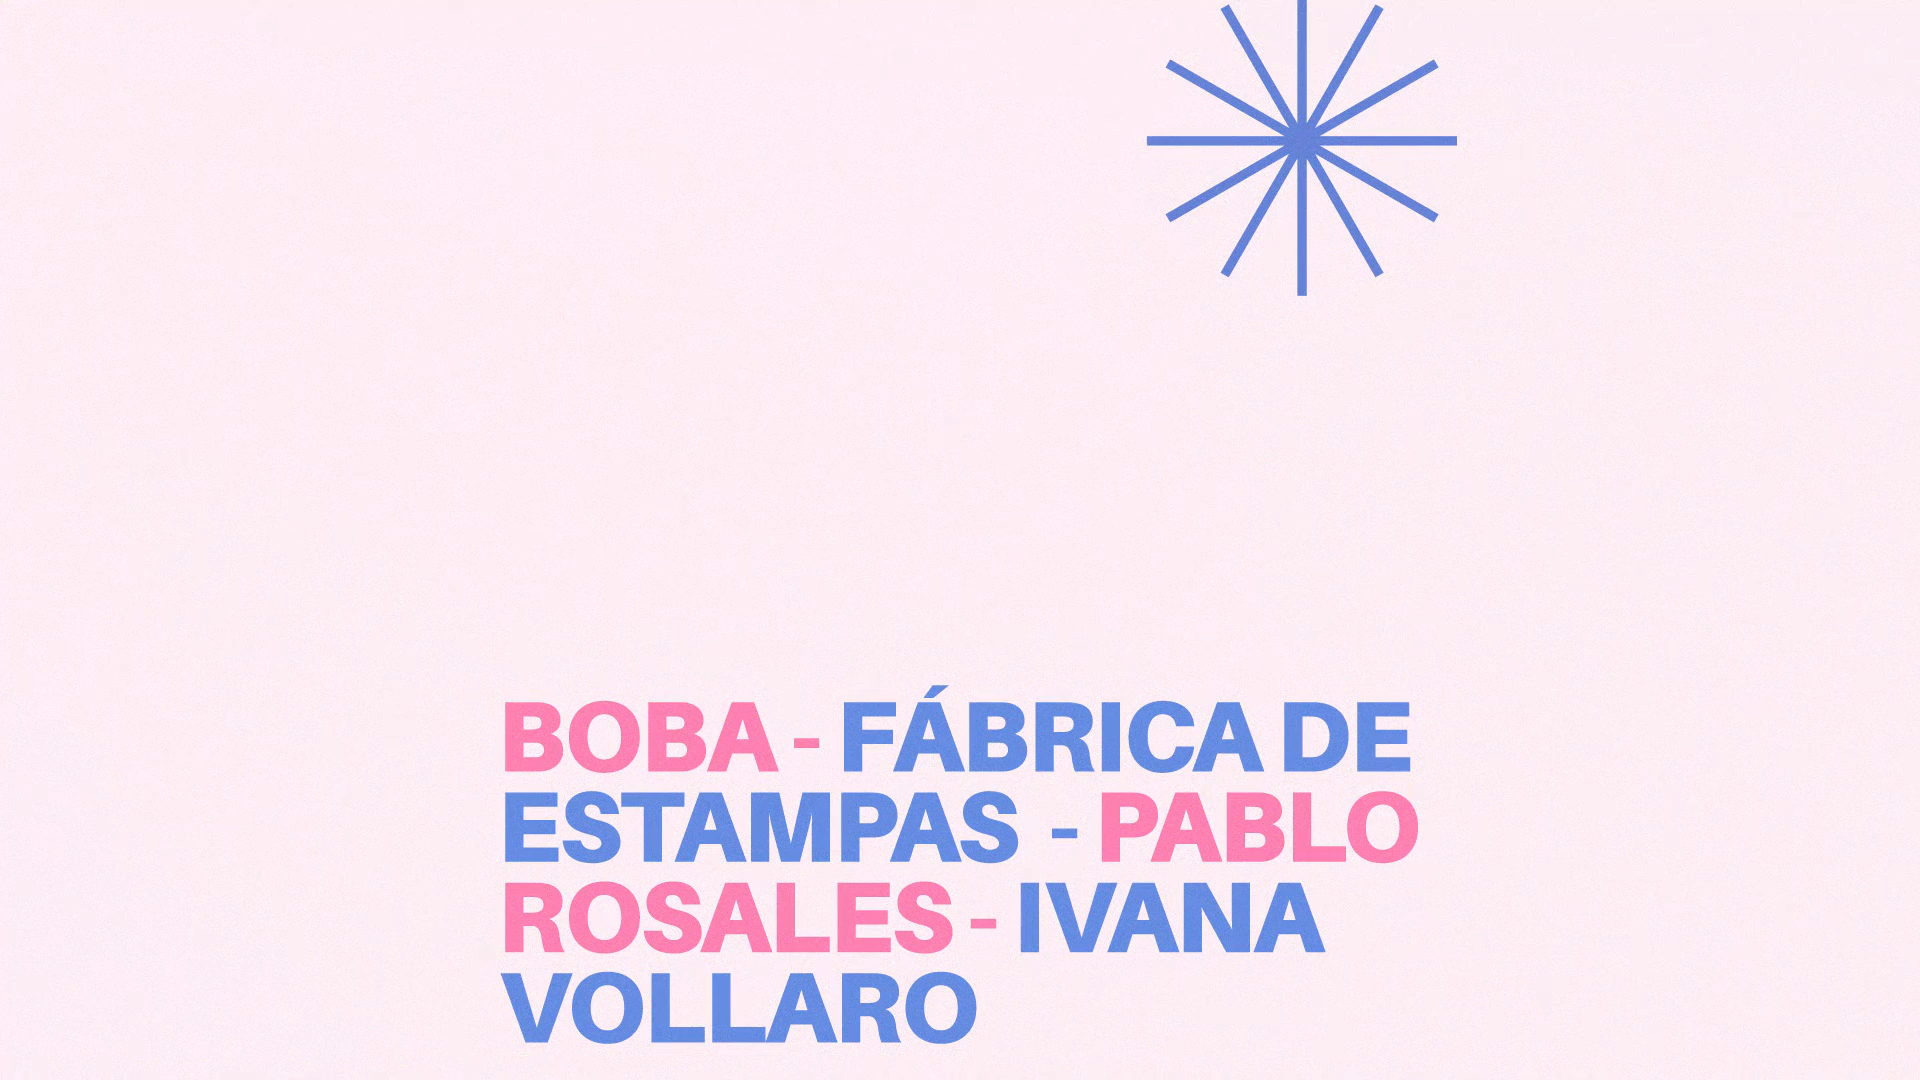 BOBA - FÁBRICA DE
ESTAMPAS - PABLO
ROSALES - IVANA
VOLLARO